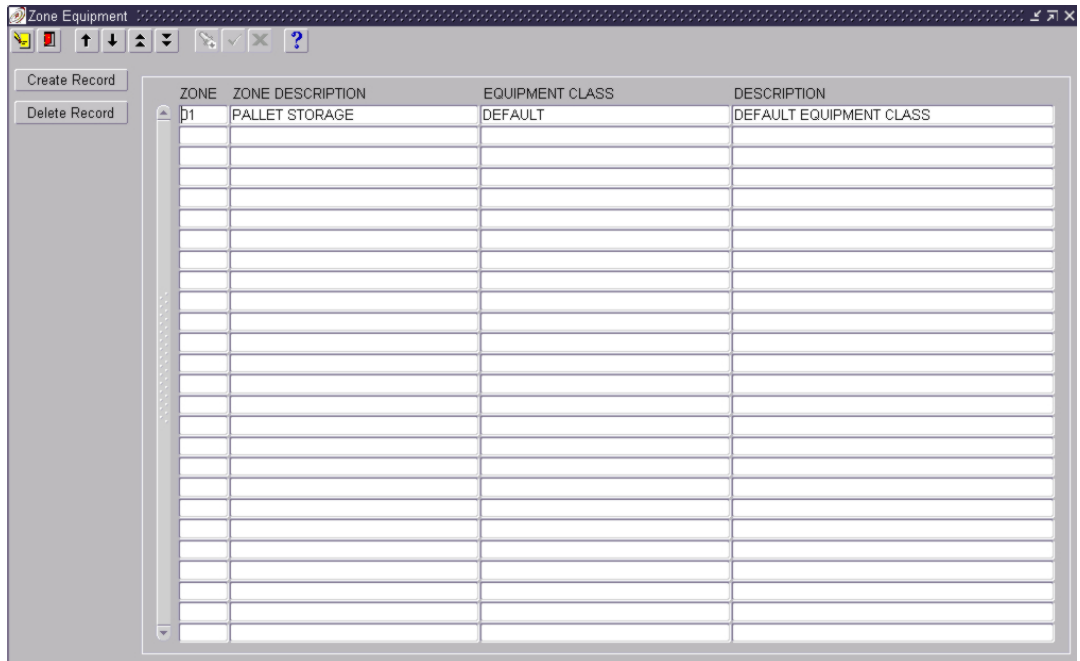 Zone Equipment
?
Create Record
Delete Record
ZONE ZONE DESCRIPTION EQUIPMENT CLASS DESCRIPTION
01 PALLET STORAGE DEFAULT DEFAULT EQUIPMENT CLASS